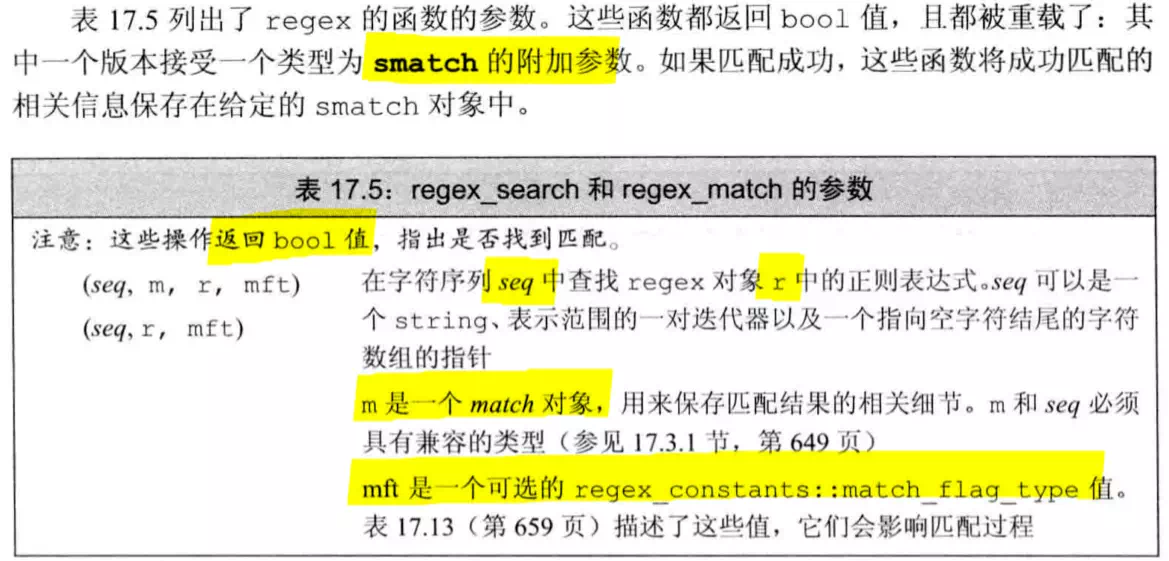 表 17.5 列出了 regex 的函数的参数。这些函数都返回 bool 值，且都被重载了：其
中一个版本接受一个类型为 smatch 的附加参数。如果匹配成功，这些函数将成功匹配的
相关信息保存在给定的 smatch 对象中。
表 17.5：regex_search 和 regex_match 的参数
注意：这些操作返回 bool 值，指出是否找到匹配。
(seq, m, r, mft) 在字符序列 seq 中查找 regex 对象 r 中的正则表达式。seq 可以是一
(seq, r, mft) 个 string、表示范围的一对迭代器以及一个指向空字符结尾的字符
数组的指针
m 是一个 match 对象，用来保存匹配结果的相关细节。m 和 seq 必须
具有兼容的类型（参见 17.3.1 节，第 649 页）
mft 是一个可选的 regex_constants::match_flag_type 值。
表 17.13（第 659 页）描述了这些值，它们会影响匹配过程